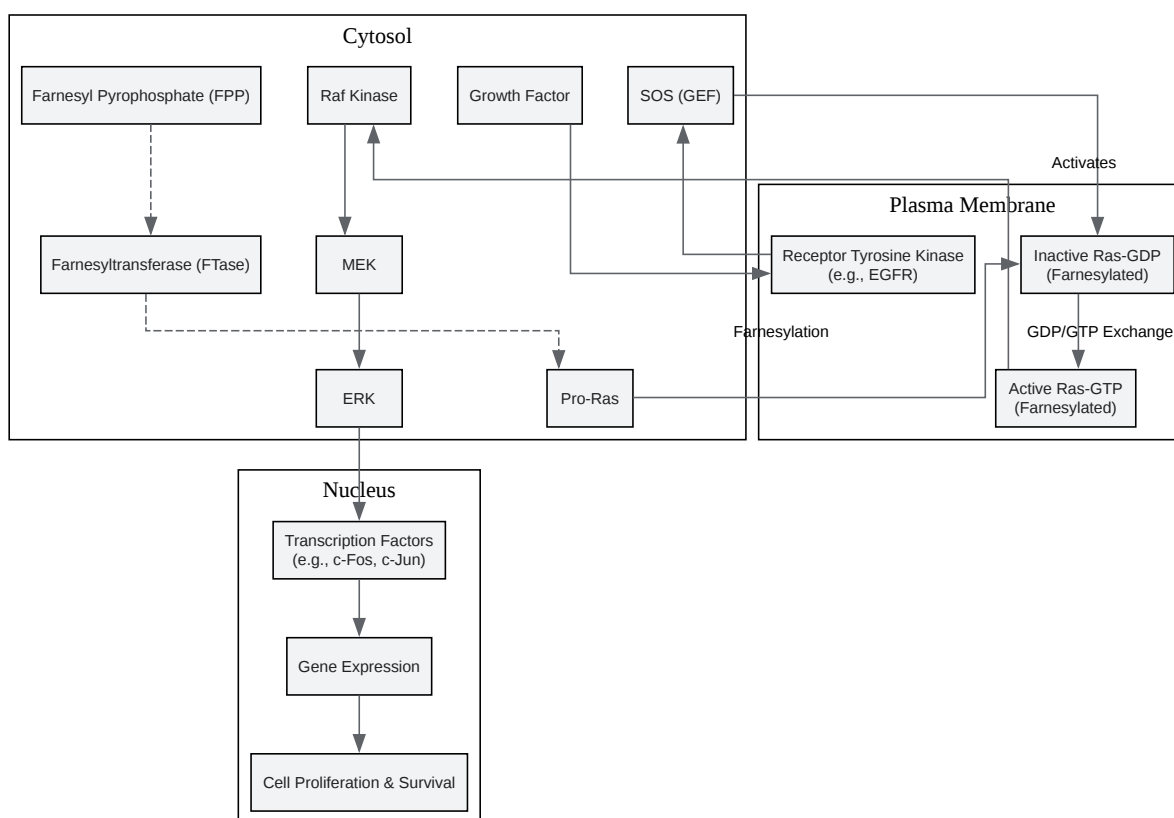 Cytosol
Farnesyl Pyrophosphate (FPP)
Raf Kinase
Growth Factor
SOS (GEF)
Activates
Plasma Membrane
Farnesyltransferase (FTase)
MEK
Receptor Tyrosine Kinase
(e.g., EGFR)
Inactive Ras-GDP
(Farnesylated)
Farnesylation
GDP/GTP Exchange
ERK
Pro-Ras
Active Ras-GTP
(Farnesylated)
Nucleus
Transcription Factors
(e.g., c-Fos, c-Jun)
Gene Expression
Cell Proliferation & Survival